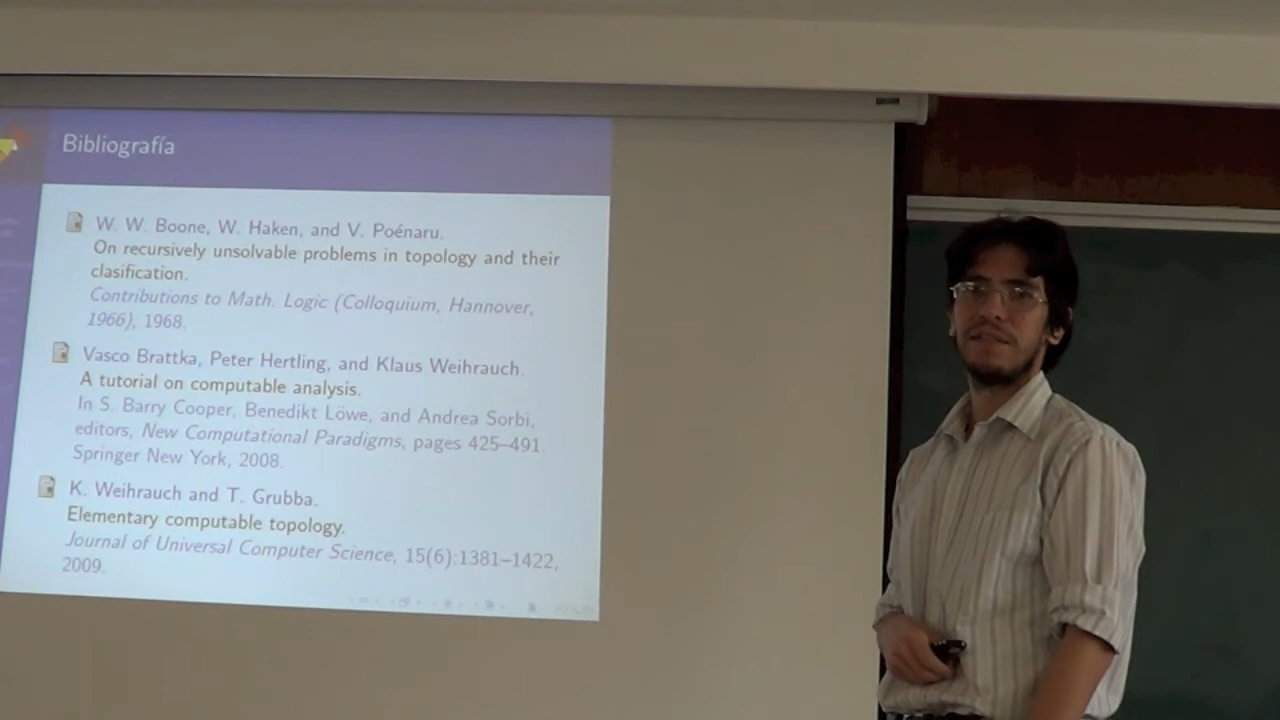 Bibliografía
W. W. Boone, W. Haken, and V. Poénaru.
On recursively unsolvable problems in topology and their
clasification.
Contributions to Math. Logic (Colloquium, Hannover,
1966), 1968.
Vasco Brattka, Peter Hertling, and Klaus Weihrauch.
A tutorial on computable analysis.
In S. Barry Cooper, Benedikt Löwe, and Andrea Sorbi,
editors, New Computational Paradigms, pages 425–491.
Springer New York, 2008.
K. Weihrauch and T. Grubba.
Elementary computable topology.
Journal of Universal Computer Science, 15(6):1381–1422,
2009.